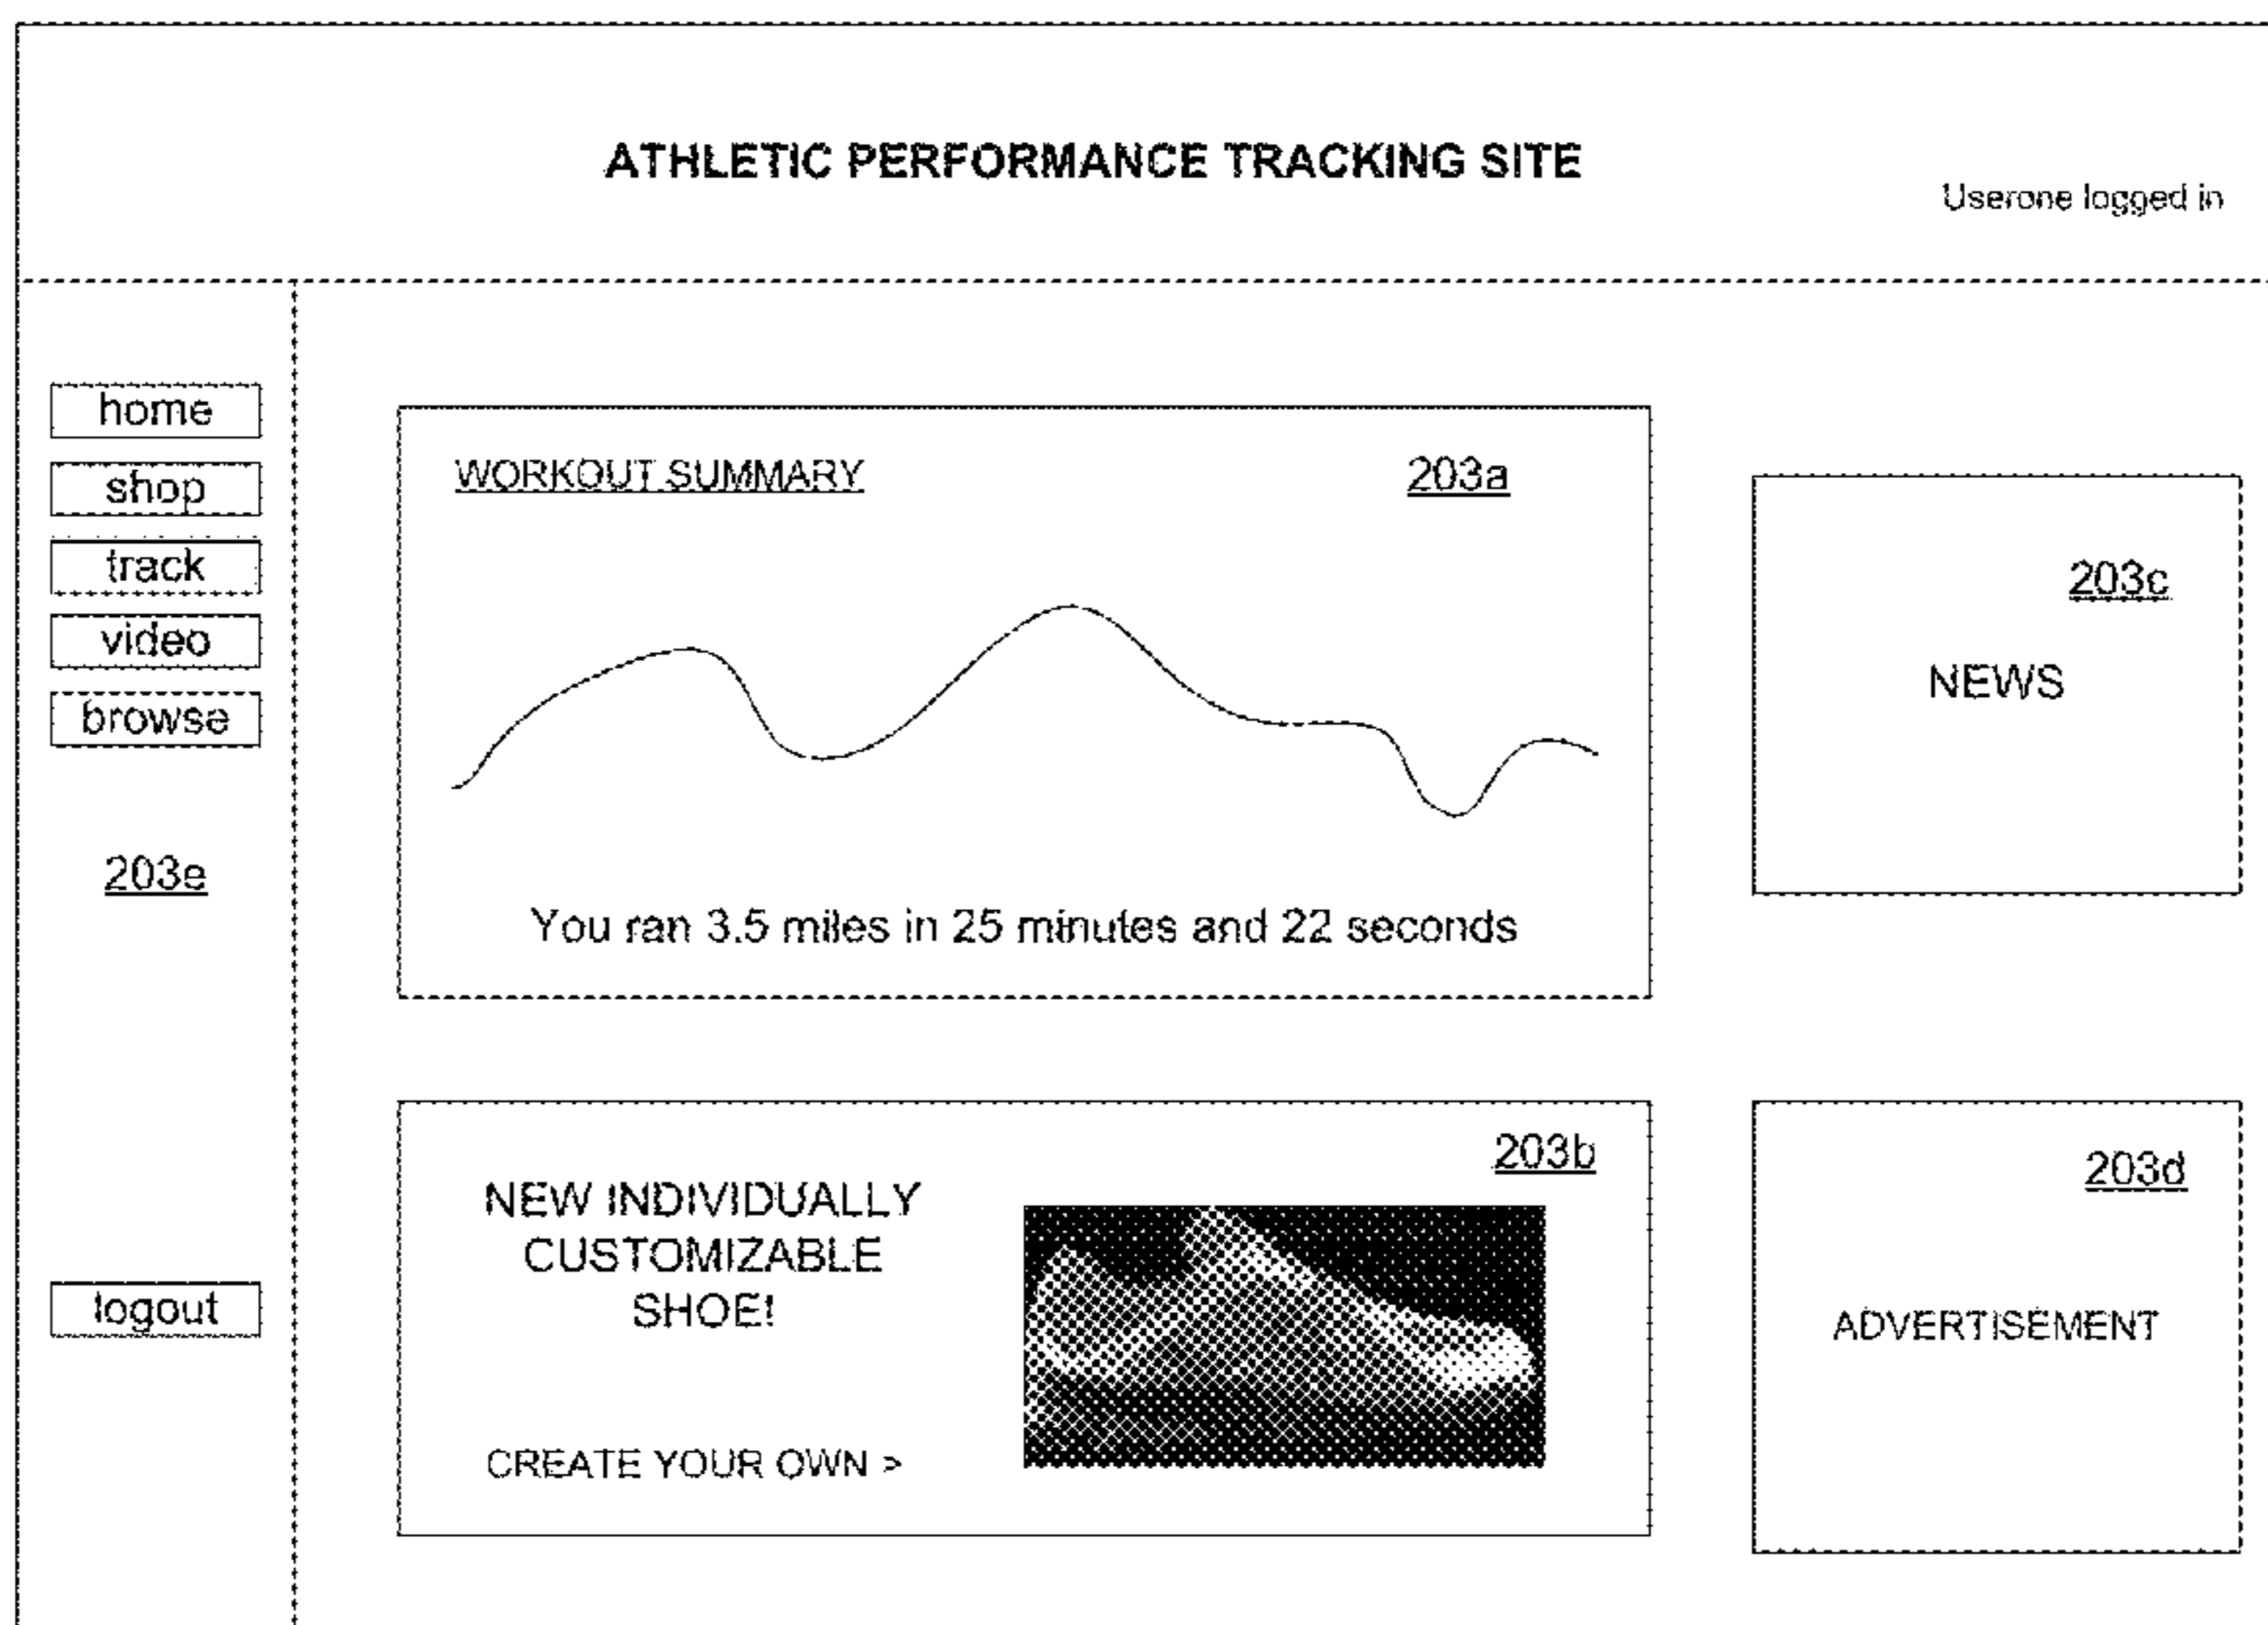 ATHLETIC PERFORMANCE TRACKING SITE
Userone logged in
home
shop
track
video
browse
203e
logout
WORKOUT SUMMARY
203a
You ran 3.5 miles in 25 minutes and 22 seconds
203c
NEWS
203b
NEW INDIVIDUALLY
CUSTOMIZABLE
SHOE!
CREATE YOUR OWN >
203d
ADVERTISEMENT